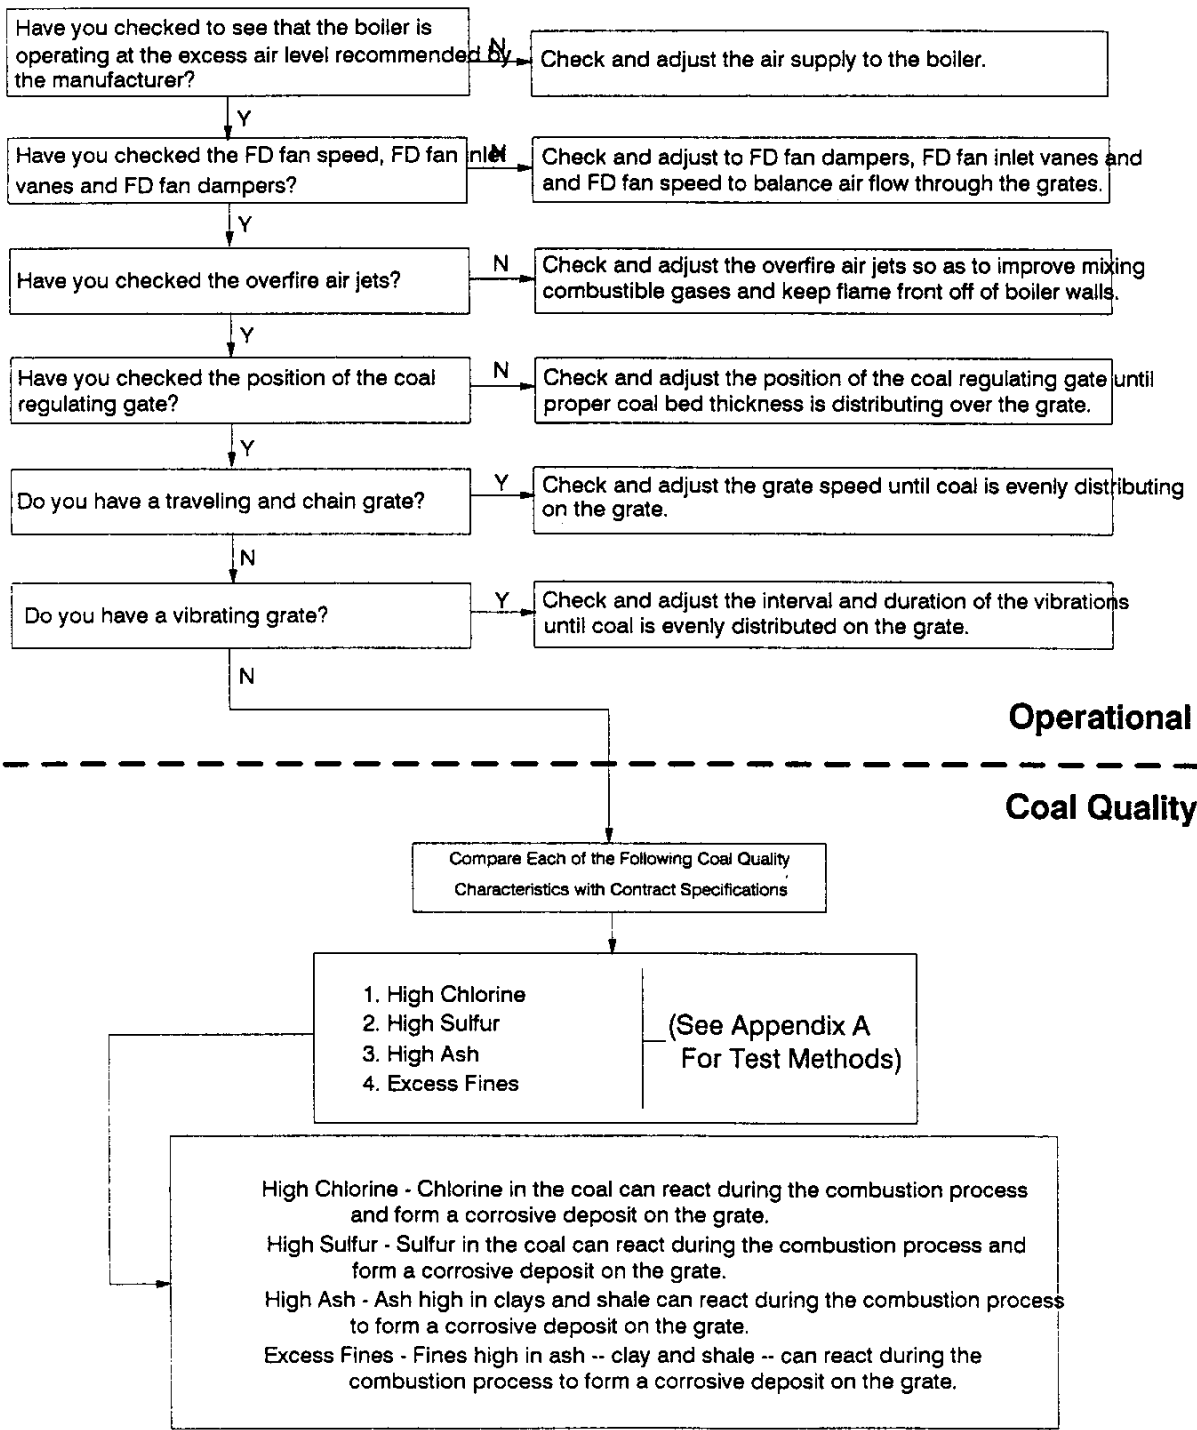 Have you checked to see that the boiler is
operating at the excess air level recommended by
the manufacturer?
N
Check and adjust the air supply to the boiler.
Y
Have you checked the FD fan speed, FD fan inlet
vanes and FD fan dampers?
N
Check and adjust to FD fan dampers, FD fan inlet vanes and
and FD fan speed to balance air flow through the grates.
Y
Have you checked the overfire air jets?
N
Check and adjust the overfire air jets so as to improve mixing
combustible gases and keep flame front off of boiler walls.
Y
Have you checked the position of the coal
regulating gate?
N
Check and adjust the position of the coal regulating gate until
proper coal bed thickness is distributing over the grate.
Y
Do you have a traveling and chain grate?
Y
Check and adjust the grate speed until coal is evenly distributing
on the grate.
N
Do you have a vibrating grate?
Y
Check and adjust the interval and duration of the vibrations
until coal is evenly distributed on the grate.
N
Operational
Coal Quality
Compare Each of the Following Coal Quality
Characteristics with Contract Specifications
1. High Chlorine
2. High Sulfur
3. High Ash
4. Excess Fines
(See Appendix A
For Test Methods)
High Chlorine - Chlorine in the coal can react during the combustion process
and form a corrosive deposit on the grate.
High Sulfur - Sulfur in the coal can react during the combustion process and
form a corrosive deposit on the grate.
High Ash - Ash high in clays and shale can react during the combustion process
to form a corrosive deposit on the grate.
Excess Fines - Fines high in ash -- clay and shale -- can react during the
combustion process to form a corrosive deposit on the grate.